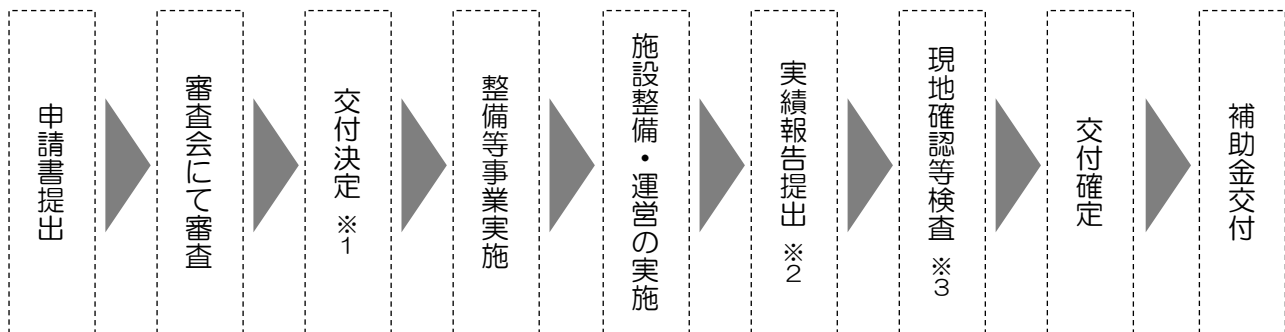 申請書提出
審査会にて審査
交付決定 ※1
整備等事業実施
施設整備・運営の実施
実績報告提出 ※2
現地確認等検査 ※3
交付確定
補助金交付